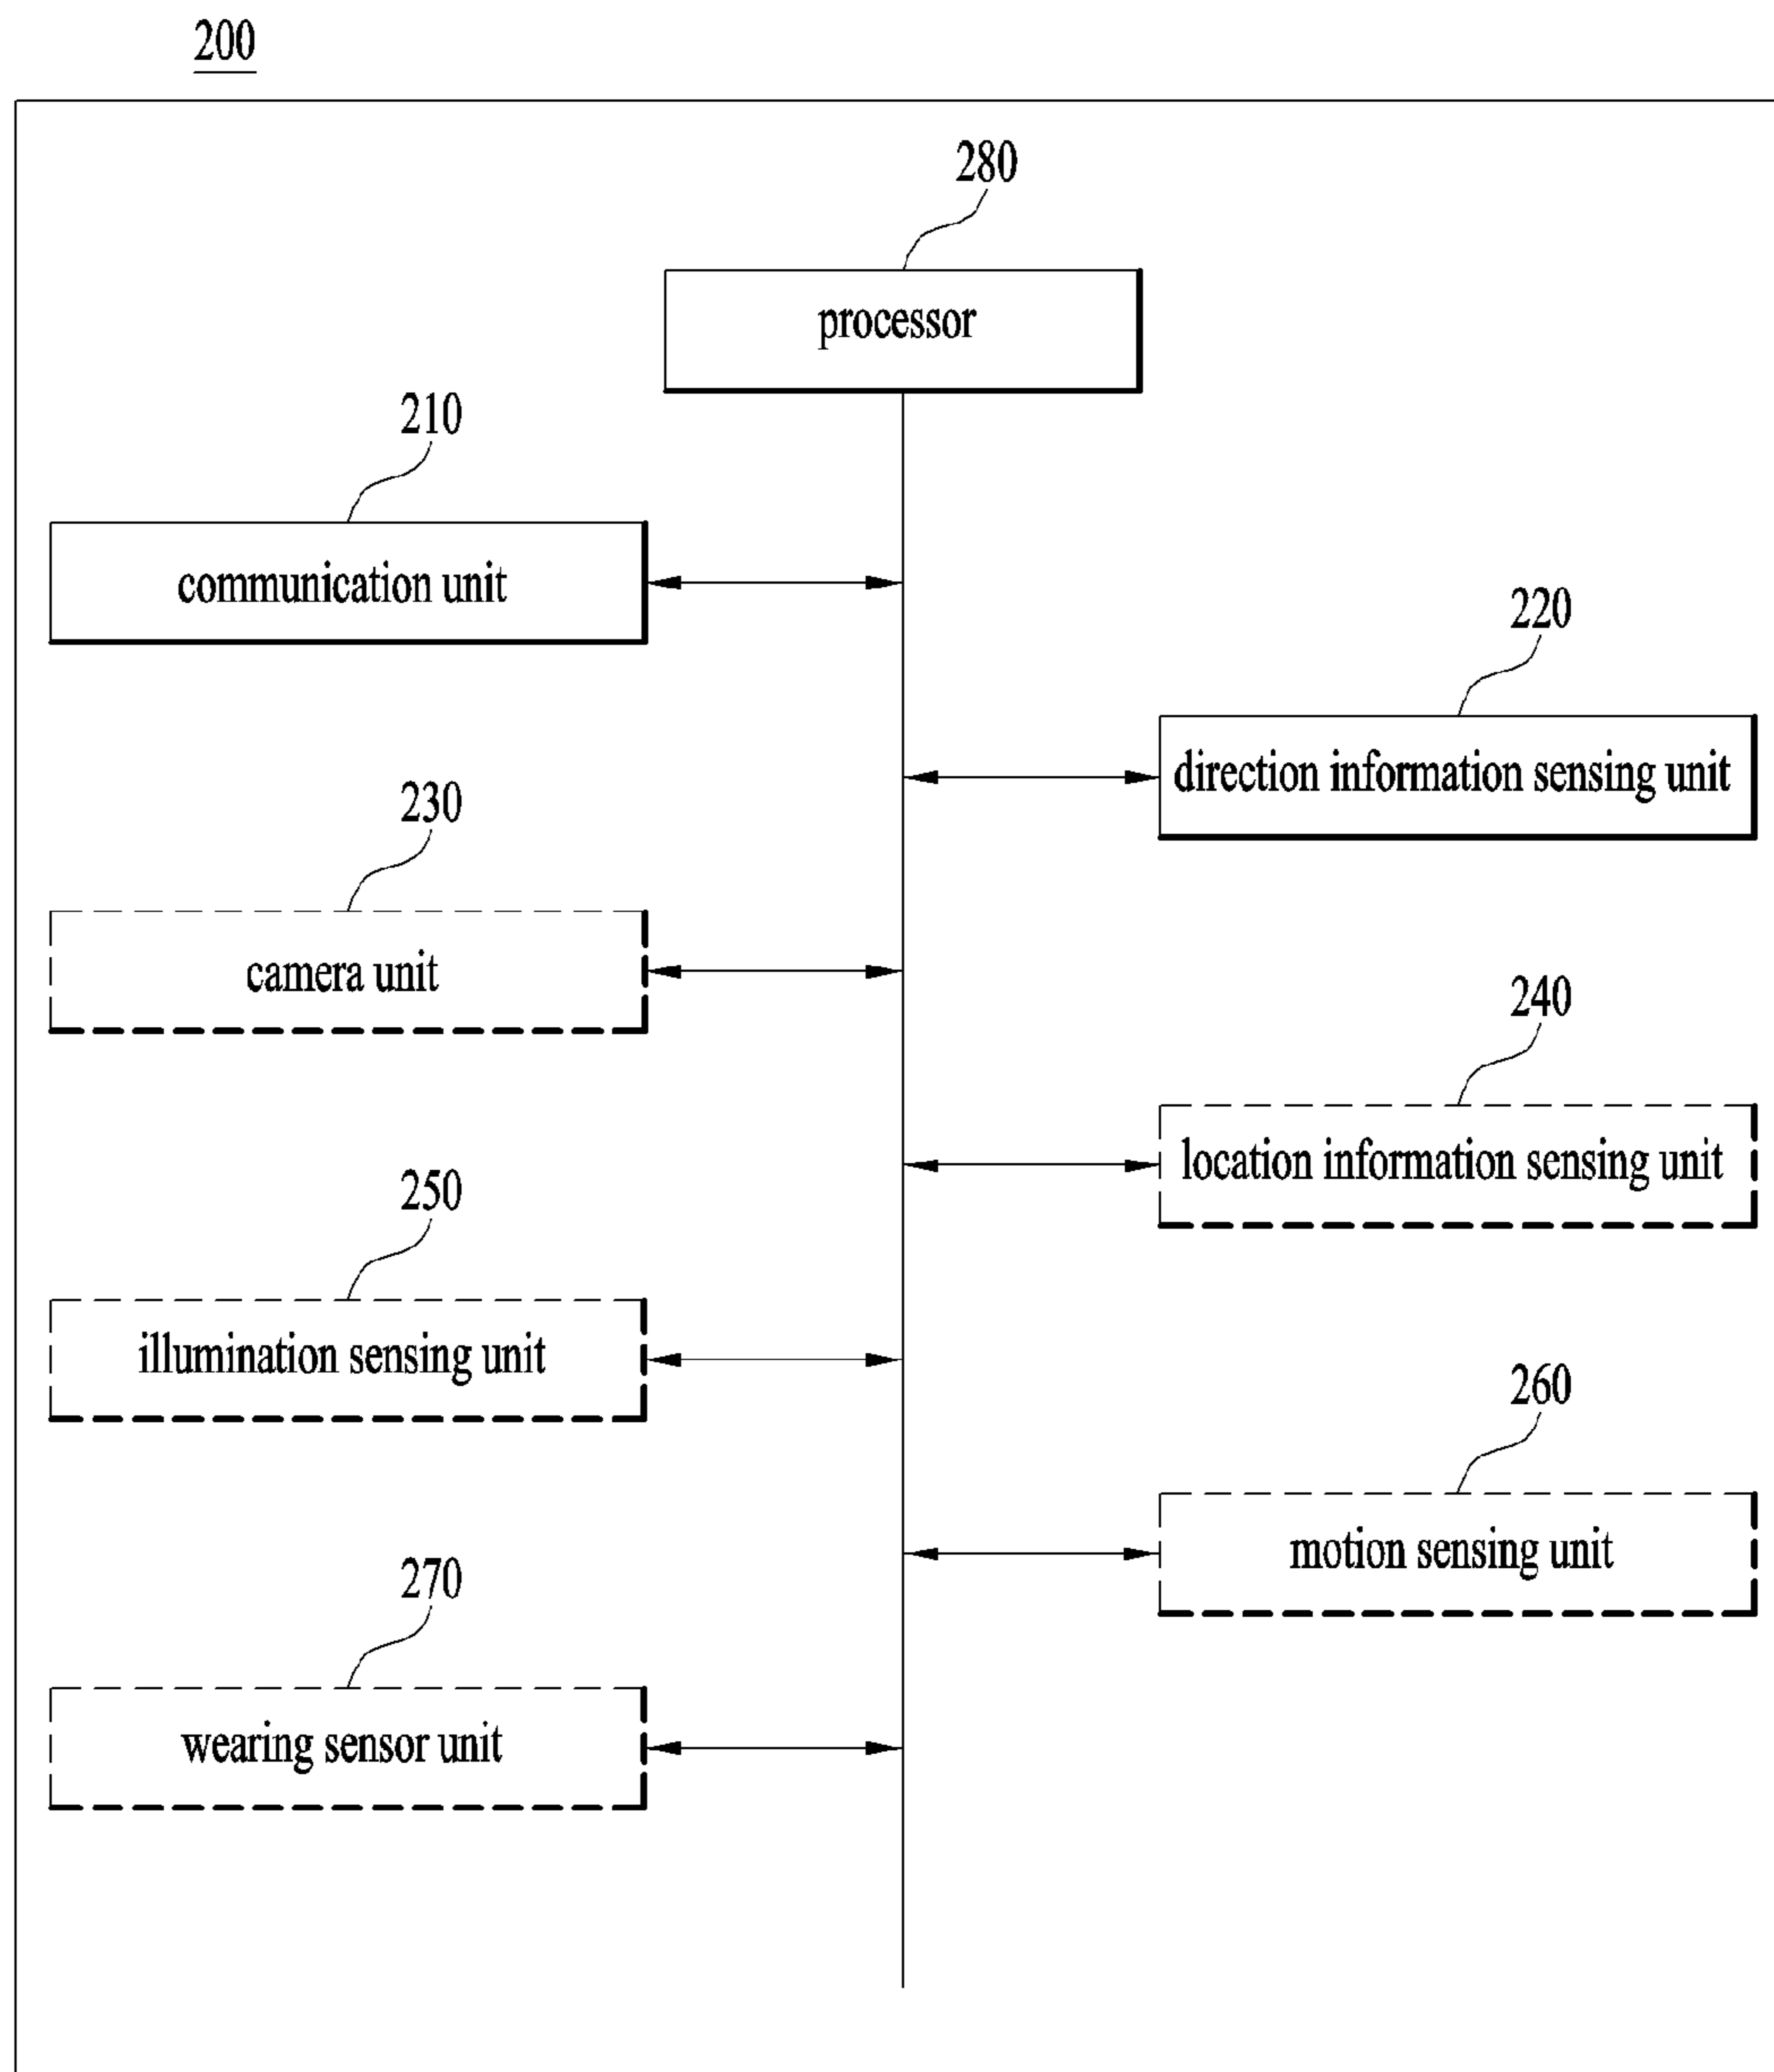 200
280
processor
210
communication unit
220
direction information sensing unit
230
camera unit
240
location information sensing unit
250
illumination sensing unit
260
motion sensing unit
270
wearing sensor unit